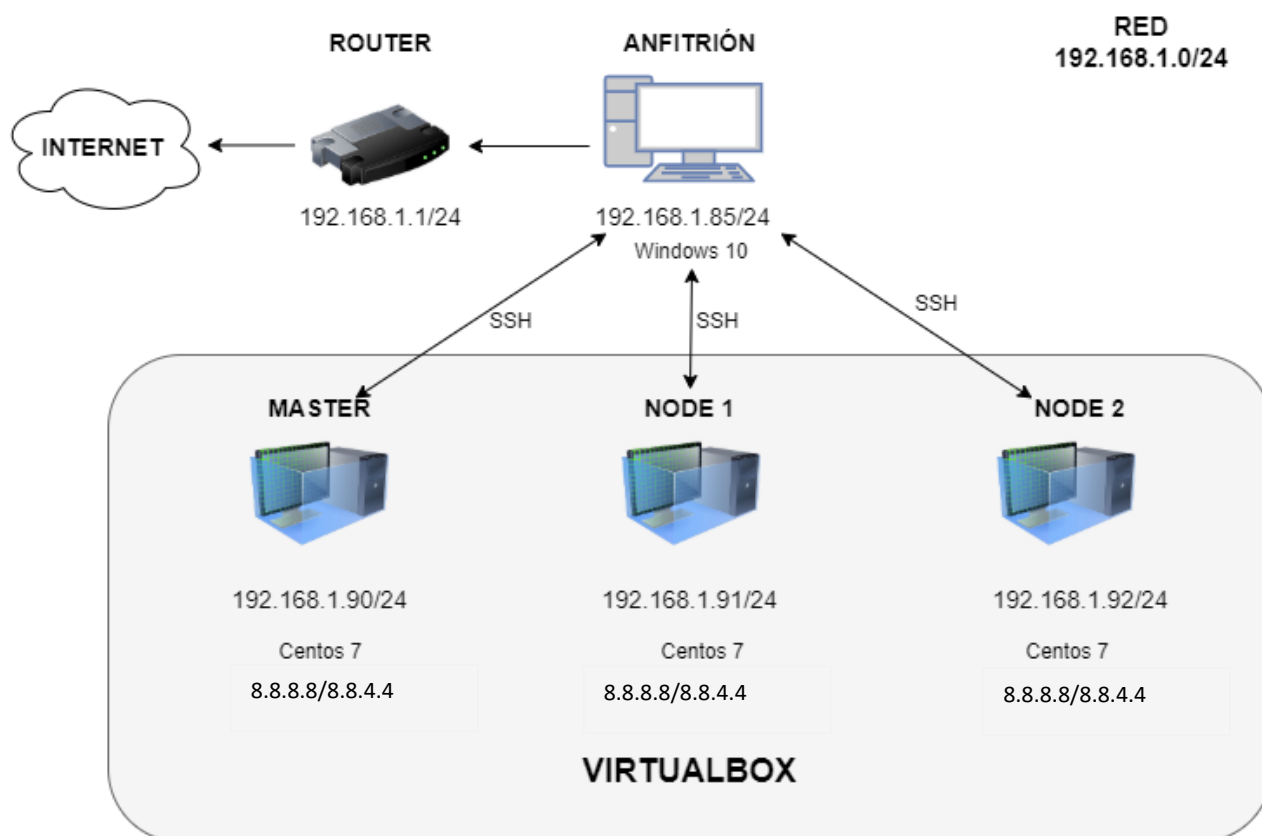 ROUTER
ANFITRIÓN
RED
192.168.1.0/24
INTERNET
192.168.1.1/24
192.168.1.85/24
Windows 10
SSH
SSH
SSH
MASTER
NODE 1
NODE 2
192.168.1.90/24
192.168.1.91/24
192.168.1.92/24
Centos 7
Centos 7
Centos 7
8.8.8.8/8.8.4.4
8.8.8.8/8.8.4.4
8.8.8.8/8.8.4.4
VIRTUALBOX